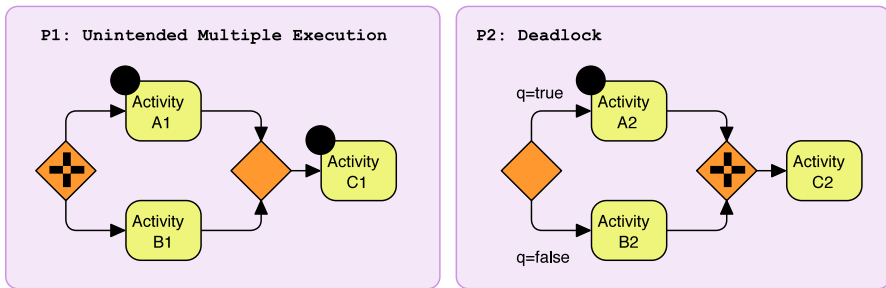 P1: Unintended Multiple Execution
Activity
A1
Activity
B1
Activity
C1
P2: Deadlock
q=true
Activity
A2
Activity
B2
q=false
Activity
C2